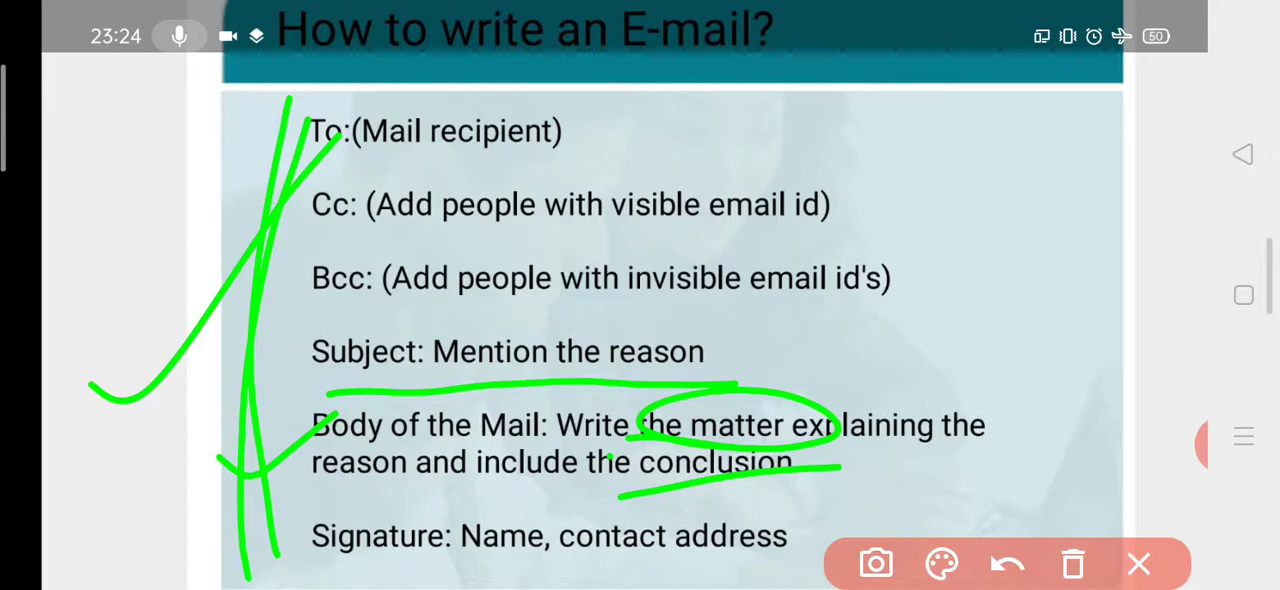 23:24
50
How to write an E-mail?
To:(Mail recipient)
Cc: (Add people with visible email id)
Bcc: (Add people with invisible email id's)
Subject: Mention the reason
Body of the Mail: Write the matter explaining the
reason and include the conclusion
Signature: Name, contact address